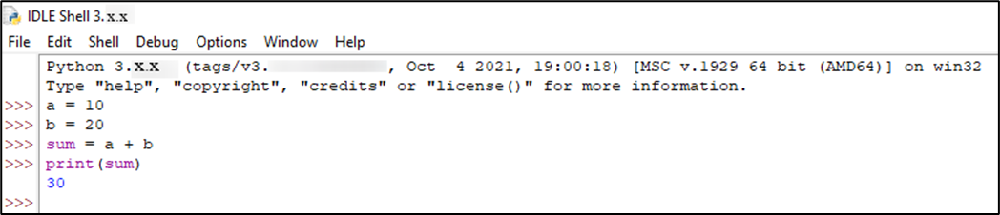 IDLE Shell 3.x.x
File Edit Shell Debug Options Window Help
Python 3.x.x (tags/v3. , Oct 4 2021, 19:00:18) [MSC v.1929 64 bit (AMD64)] on win32
Type "help", "copyright", "credits" or "license()" for more information.
>>> a = 10
>>> b = 20
>>> sum = a + b
>>> print(sum)
30
>>>